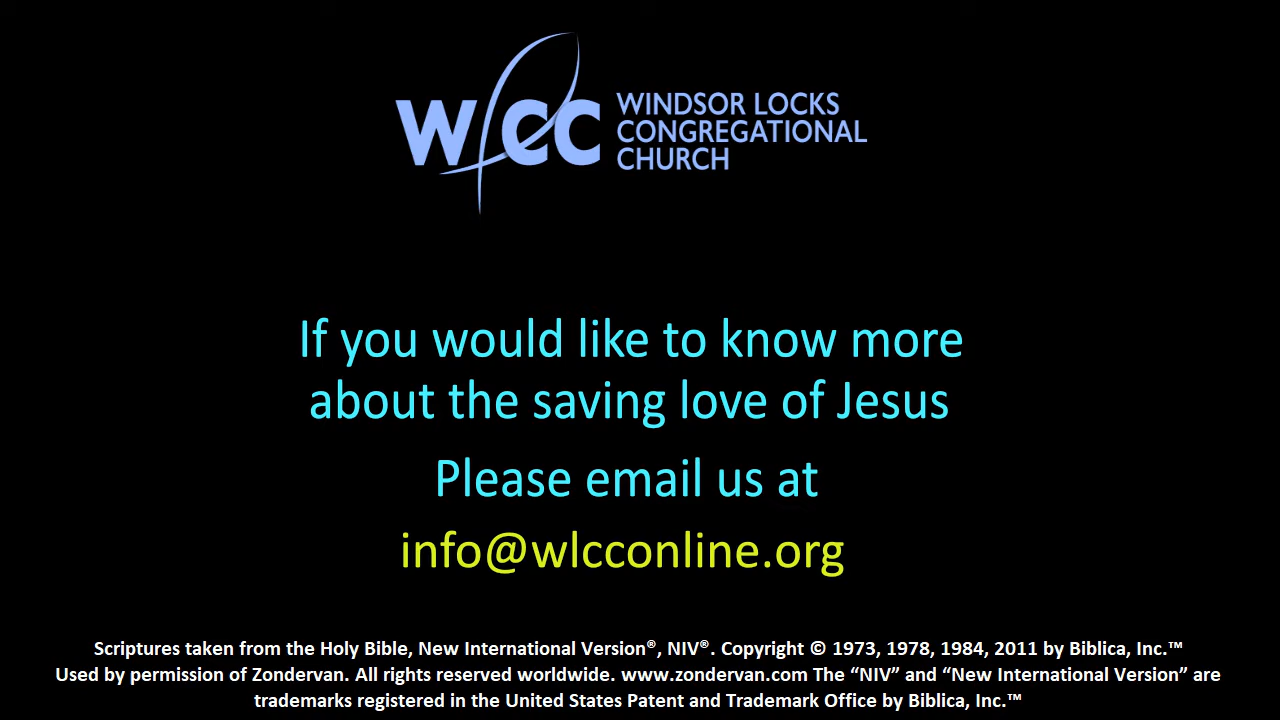 WLCC
WINDSOR LOCKS
CONGREGATIONAL
CHURCH
If you would like to know more
about the saving love of Jesus
Please email us at
info@wlcconline.org
Scriptures taken from the Holy Bible, New International Version®, NIV®. Copyright © 1973, 1978, 1984, 2011 by Biblica, Inc.™
Used by permission of Zondervan. All rights reserved worldwide. www.zondervan.com The “NIV” and “New International Version” are
trademarks registered in the United States Patent and Trademark Office by Biblica, Inc.™